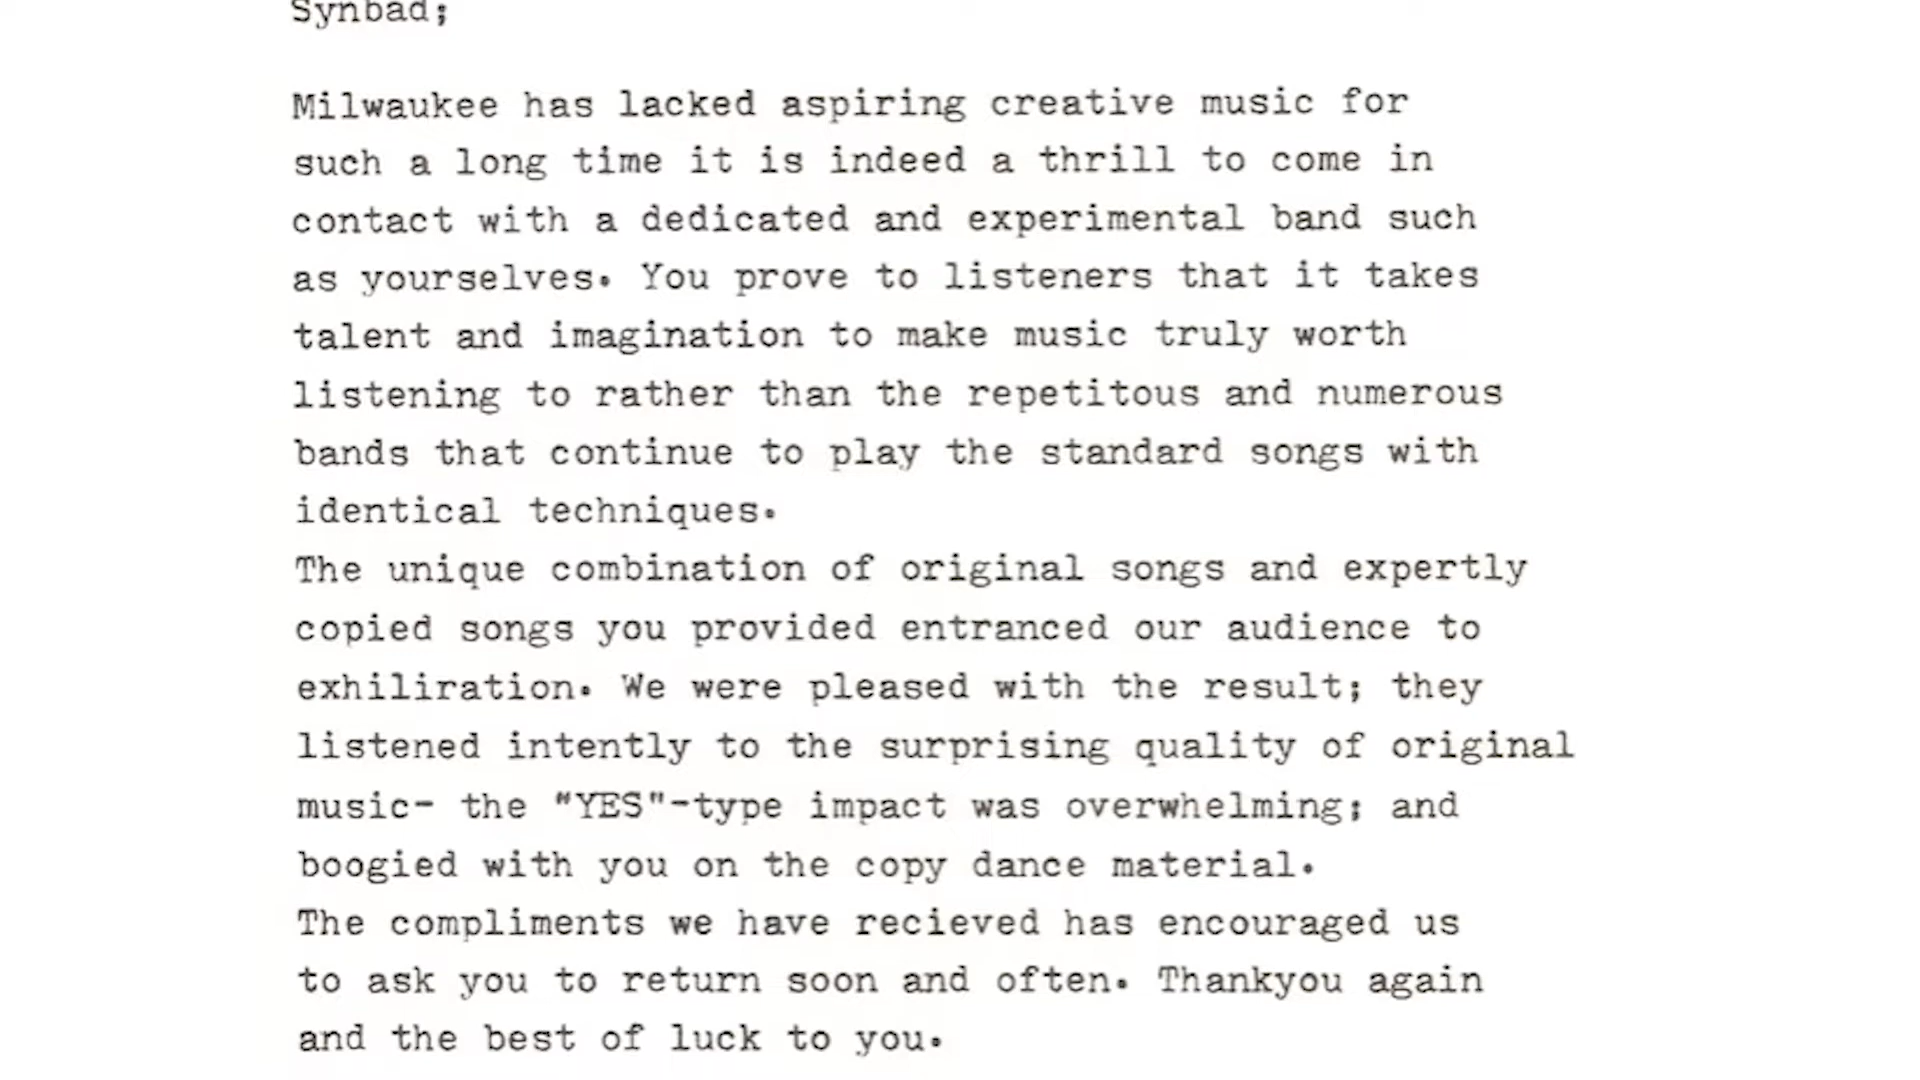 Synbad;
Milwaukee has lacked aspiring creative music for
such a long time it is indeed a thrill to come in
contact with a dedicated and experimental band such
as yourselves. You prove to listeners that it takes
talent and imagination to make music truly worth
listening to rather than the repetitous and numerous
bands that continue to play the standard songs with
identical techniques.
The unique combination of original songs and expertly
copied songs you provided entranced our audience to
exhiliration. We were pleased with the result; they
listened intently to the surprising quality of original
music- the "YES"-type impact was overwhelming; and
boogied with you on the copy dance material.
The compliments we have recieved has encouraged us
to ask you to return soon and often. Thankyou again
and the best of luck to you.